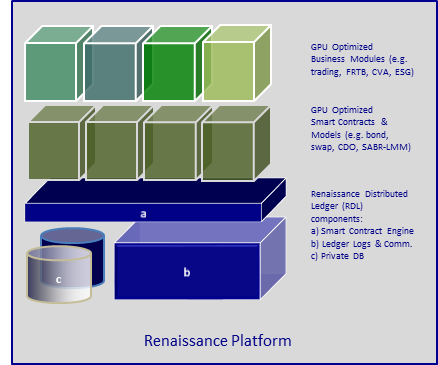 GPU Optimized
Business Modules (e.g.
trading, FRTB, CVA, ESG)
GPU Optimized
Smart Contracts &
Models (e.g. bond,
swap, CDO, SABR-LMM)
Renaissance Distributed
Ledger (RDL)
components:
a) Smart Contract Engine
b) Ledger Logs & Comm.
c) Private DB
a
b
c
Renaissance Platform